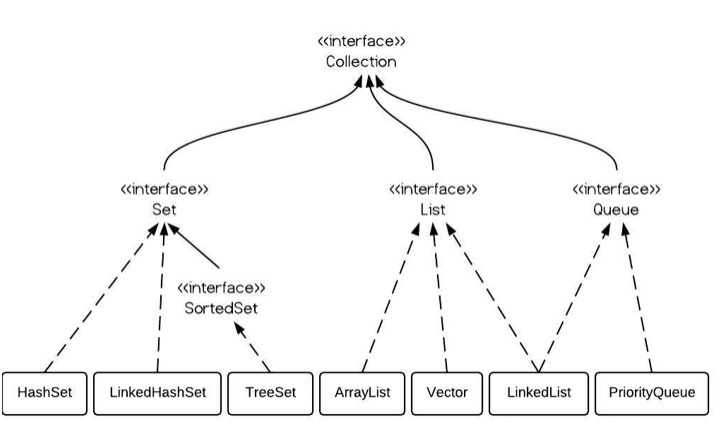 <<interface>>
Collection
<<interface>>
Set
<<interface>>
List
<<interface>>
Queue
<<interface>>
SortedSet
HashSet
LinkedHashSet
TreeSet
ArrayList
Vector
LinkedList
PriorityQueue